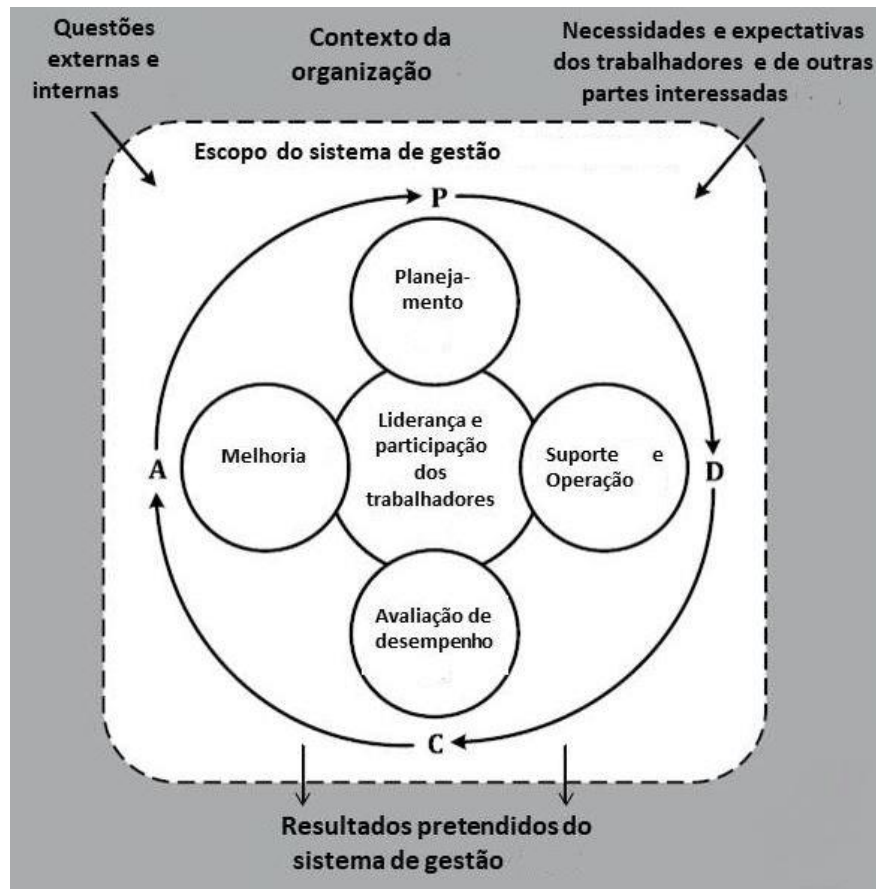 Questões
externas e
internas
Contexto da
organização
Necessidades e expectativas
dos trabalhadores e de outras
partes interessadas
Escopo do sistema de gestão
P
Planeja-
mento
A
Melhoria
Liderança e
participação
dos
trabalhadores
Suporte e
Operação
D
Avaliação de
desempenho
C
Resultados pretendidos do
sistema de gestão